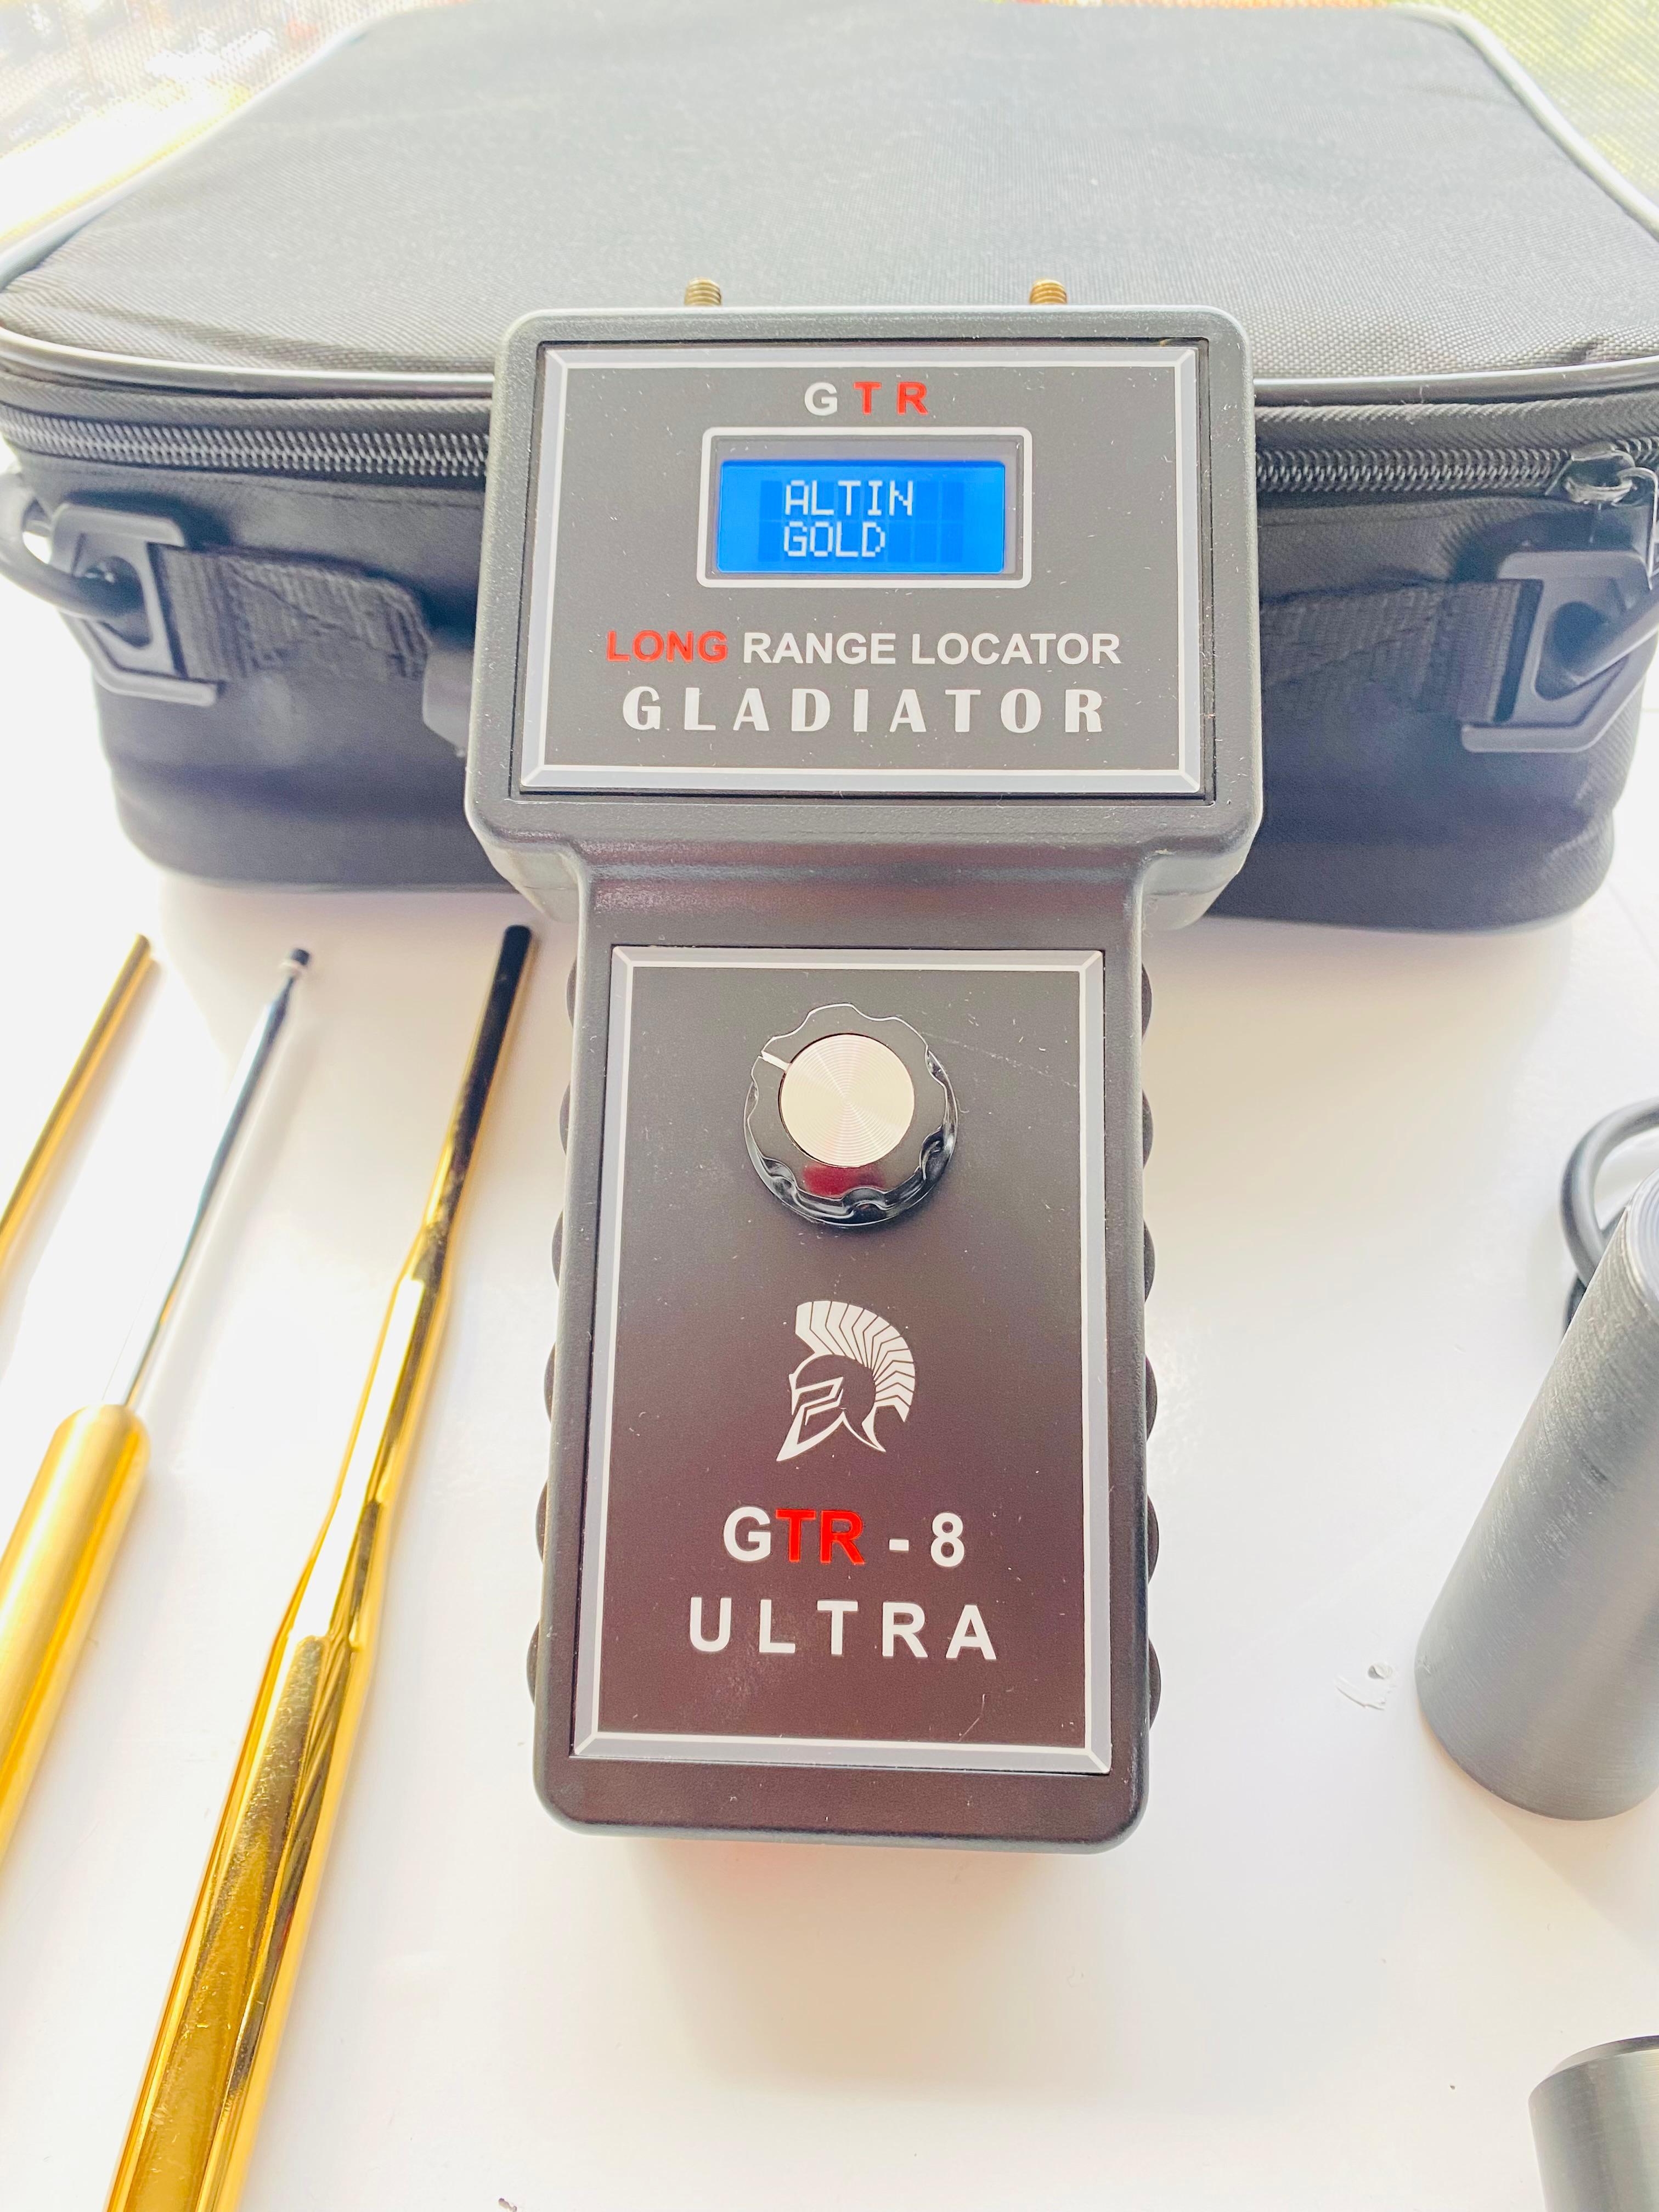 GTR
ALTIN
GOLD
LONG RANGE LOCATOR
GLADIATOR
GTR - 8
ULTRA